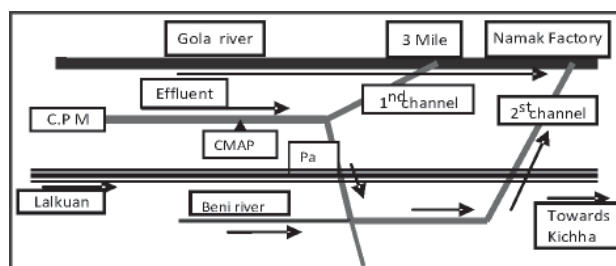 Gola river
3 Mile
Namak Factory
Effluent
1nd channel
2st channel
C.P M
CMAP
Pa
Lalkuan
Beni river
Towards
Kichha